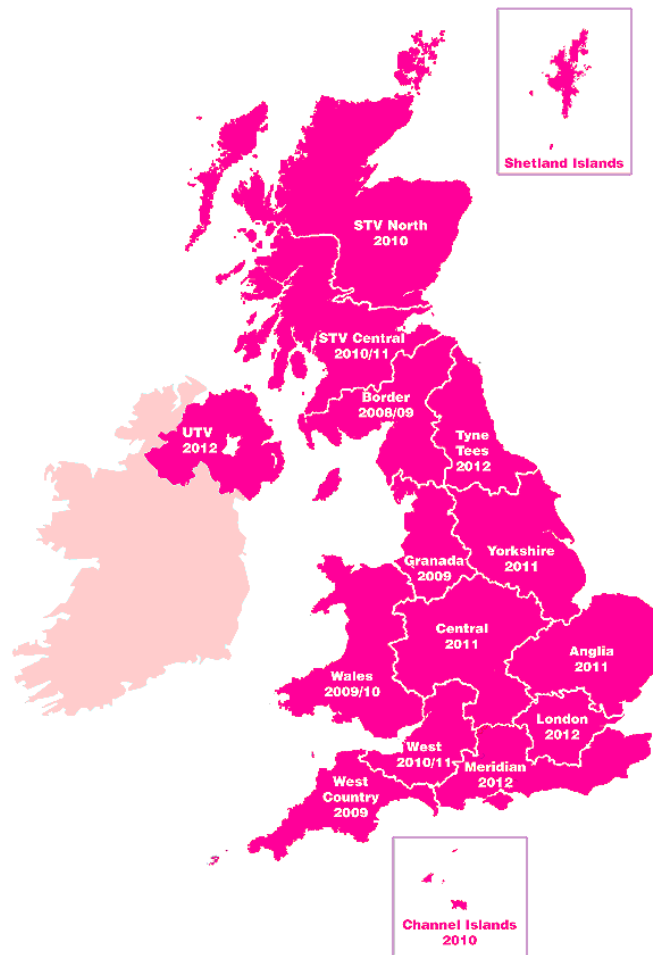 Shetland Islands
STV North
2010
STV Central
2010/11
Border
2008/09
UTV
2012
Tyne
Tees
2012
Granada
2009
Yorkshire
2011
Central
2011
Anglia
2011
Wales
2009/10
London
2012
West
2010/11
Meridian
2012
West
Country
2009
Channel Islands
2010